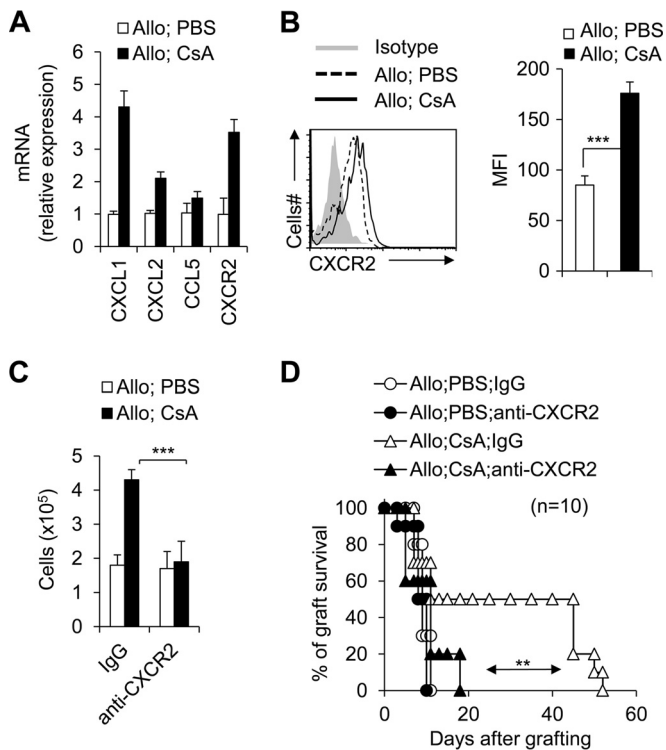 A
Allo; PBS
Allo; CsA
mRNA
(relative expression)
6
5
4
3
2
1
0
CXCL1
CXCL2
CCL5
CXCR2
B
Isotype
Allo; PBS
Allo; CsA
Cells#
CXCR2
Allo; PBS
Allo; CsA
MFI
200
150
100
50
0
***
C
Allo; PBS
Allo; CsA
Cells (x10⁵)
5
4
3
2
1
0
***
IgG
anti-CXCR2
D
Allo;PBS;IgG
Allo;PBS;anti-CXCR2
Allo;CsA;IgG
Allo;CsA;anti-CXCR2
(n=10)
% of graft survival
100
80
60
40
20
0
**
0 20 40 60
Days after grafting